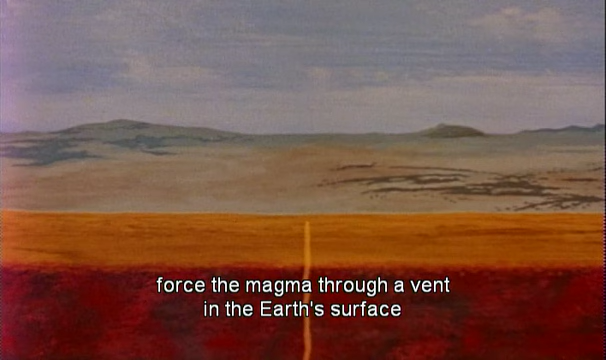 force the magma through a vent
in the Earth's surface